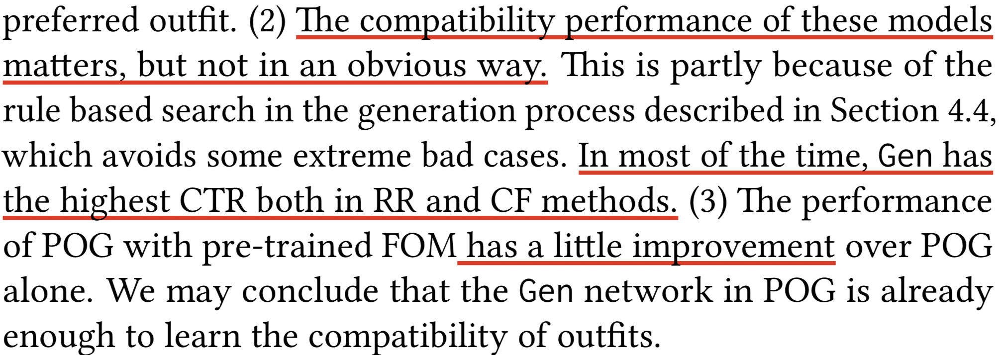 preferred outfit. (2) The compatibility performance of these models
matters, but not in an obvious way. This is partly because of the
rule based search in the generation process described in Section 4.4,
which avoids some extreme bad cases. In most of the time, Gen has
the highest CTR both in RR and CF methods. (3) The performance
of POG with pre-trained FOM has a little improvement over POG
alone. We may conclude that the Gen network in POG is already
enough to learn the compatibility of outfits.